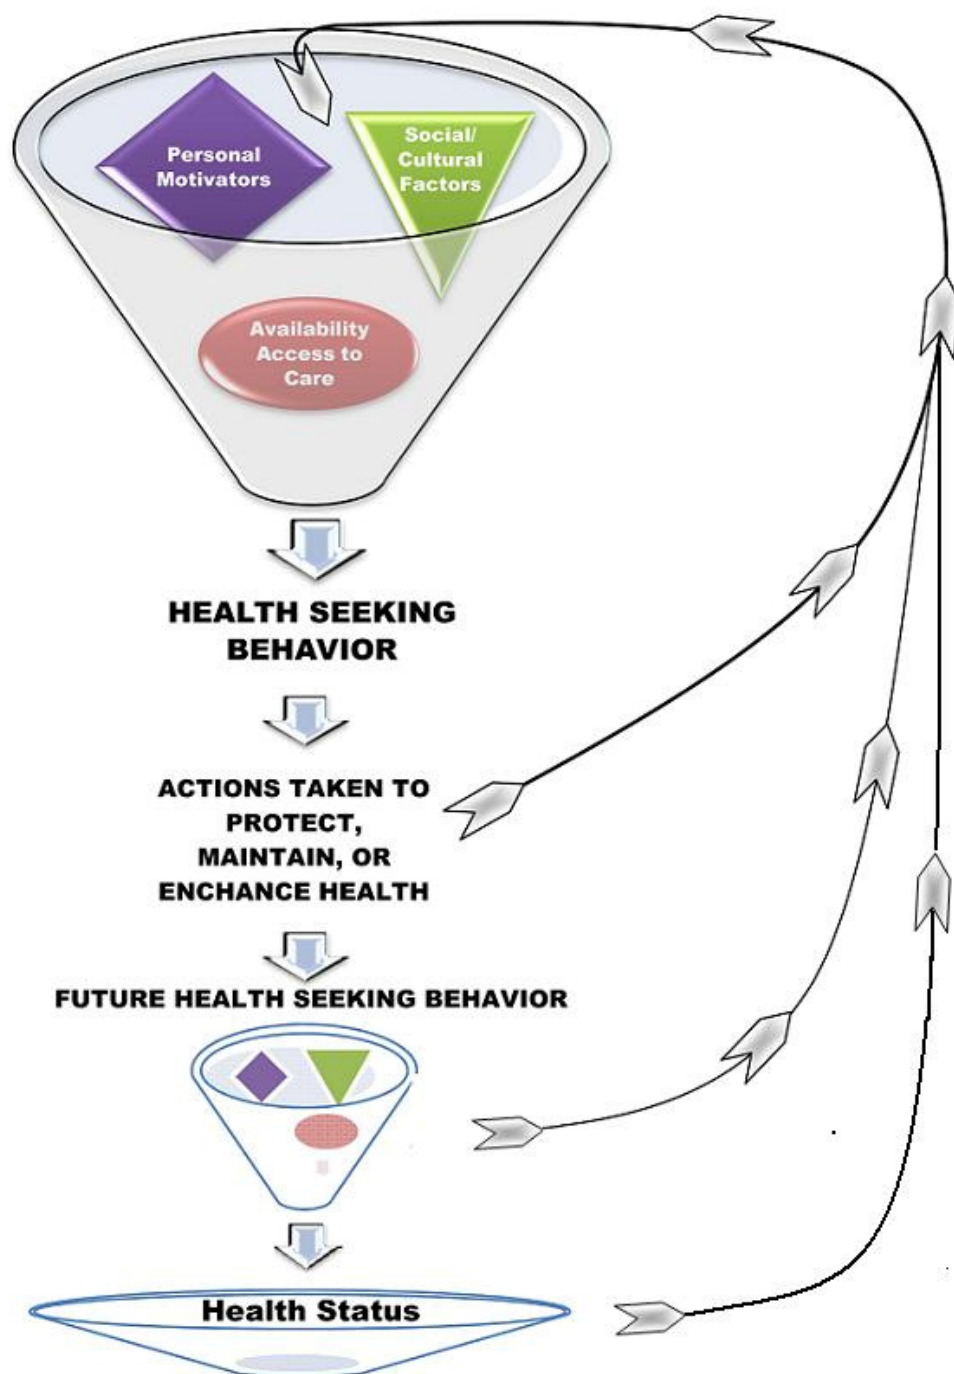 Personal
Motivators
Social/
Cultural
Factors
Availability
Access to
Care
HEALTH SEEKING
BEHAVIOR
ACTIONS TAKEN TO
PROTECT,
MAINTAIN, OR
ENCHANCE HEALTH
FUTURE HEALTH SEEKING BEHAVIOR
Health Status